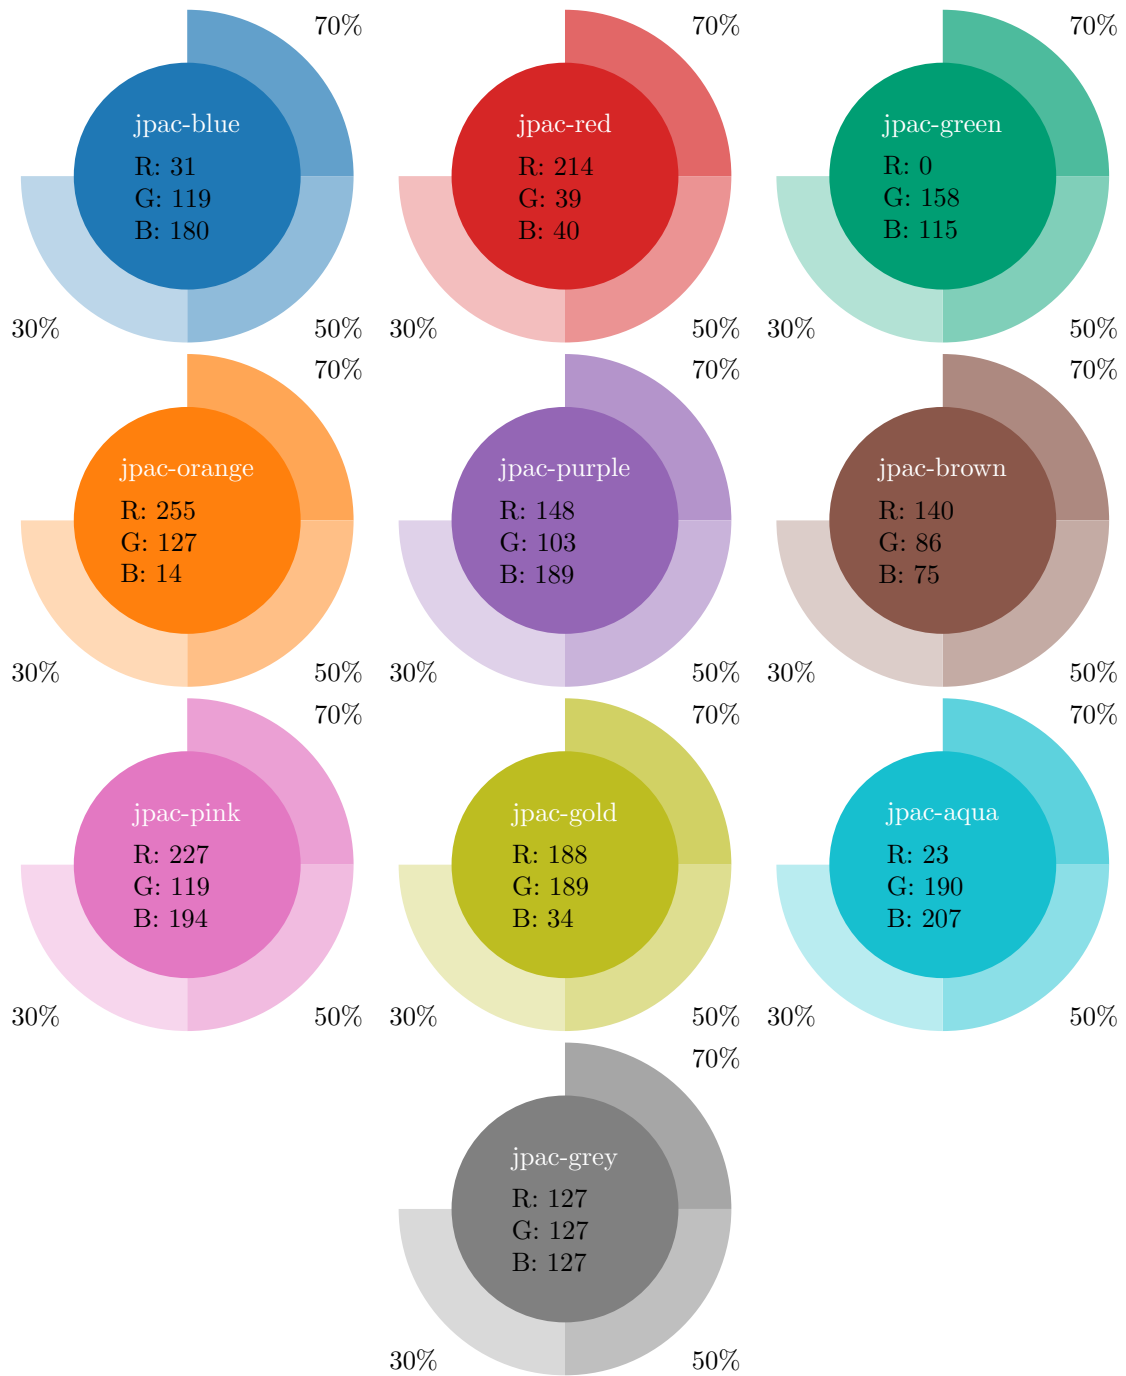 70%
jpac-blue
R: 31
G: 119
B: 180
30%
50%
70%
jpac-red
R: 214
G: 39
B: 40
30%
50%
70%
jpac-green
R: 0
G: 158
B: 115
30%
50%
70%
jpac-orange
R: 255
G: 127
B: 14
30%
50%
70%
jpac-purple
R: 148
G: 103
B: 189
30%
50%
70%
jpac-brown
R: 140
G: 86
B: 75
30%
50%
70%
jpac-pink
R: 227
G: 119
B: 194
30%
50%
70%
jpac-gold
R: 188
G: 189
B: 34
30%
50%
70%
jpac-aqua
R: 23
G: 190
B: 207
30%
50%
70%
jpac-grey
R: 127
G: 127
B: 127
30%
50%